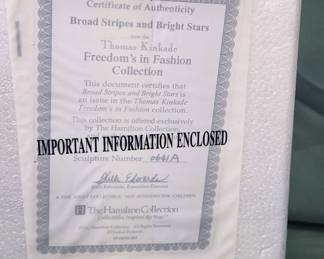 Certificate of Authenticity
Broad Stripes and Bright Stars
from the
Thomas Kinkade
Freedom's in Fashion
Collection
This document certifies that
Broad Stripes and Bright Stars is
an issue in the Thomas Kinkade
Freedom's in Fashion collection.
This collection is offered exclusively
by The Hamilton Collection.
IMPORTANT INFORMATION ENCLOSED
Sculpture Number 0641A
The Hamilton Collection